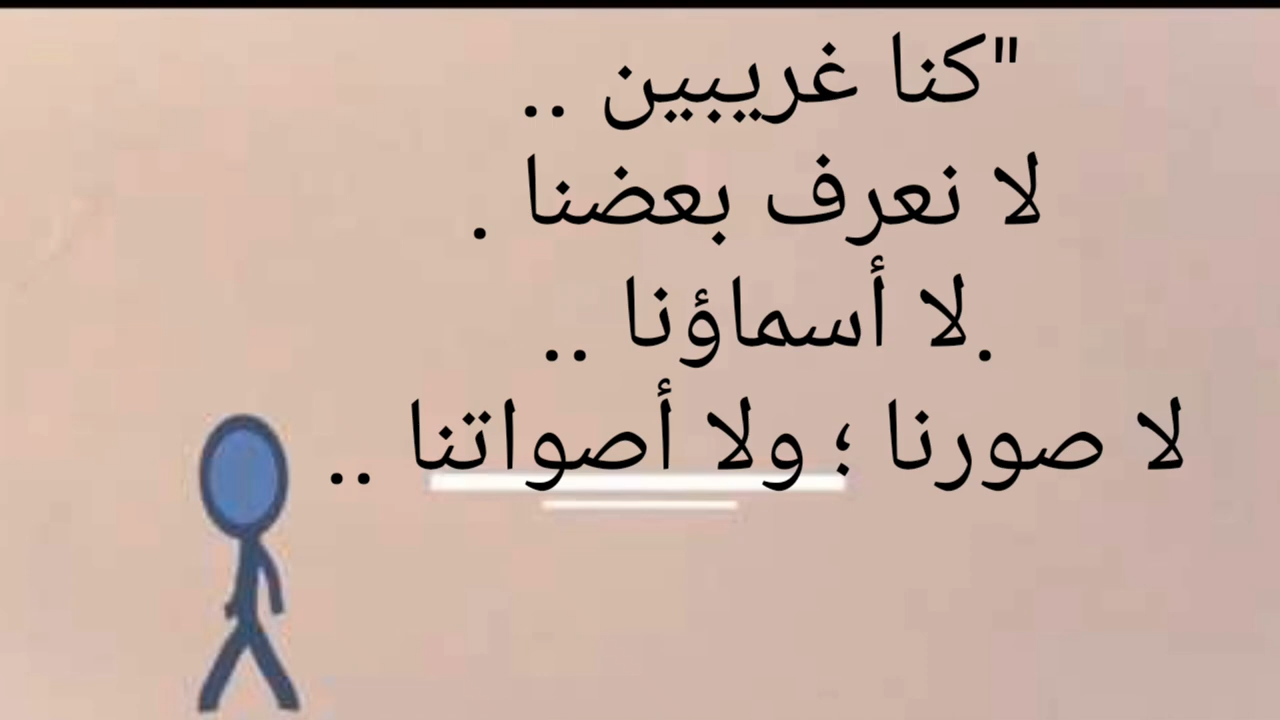 "كنا غريبين ..
لا نعرف بعضنا .
.لا أسماؤنا ..
لا صورنا ؛ ولا أصواتنا ..